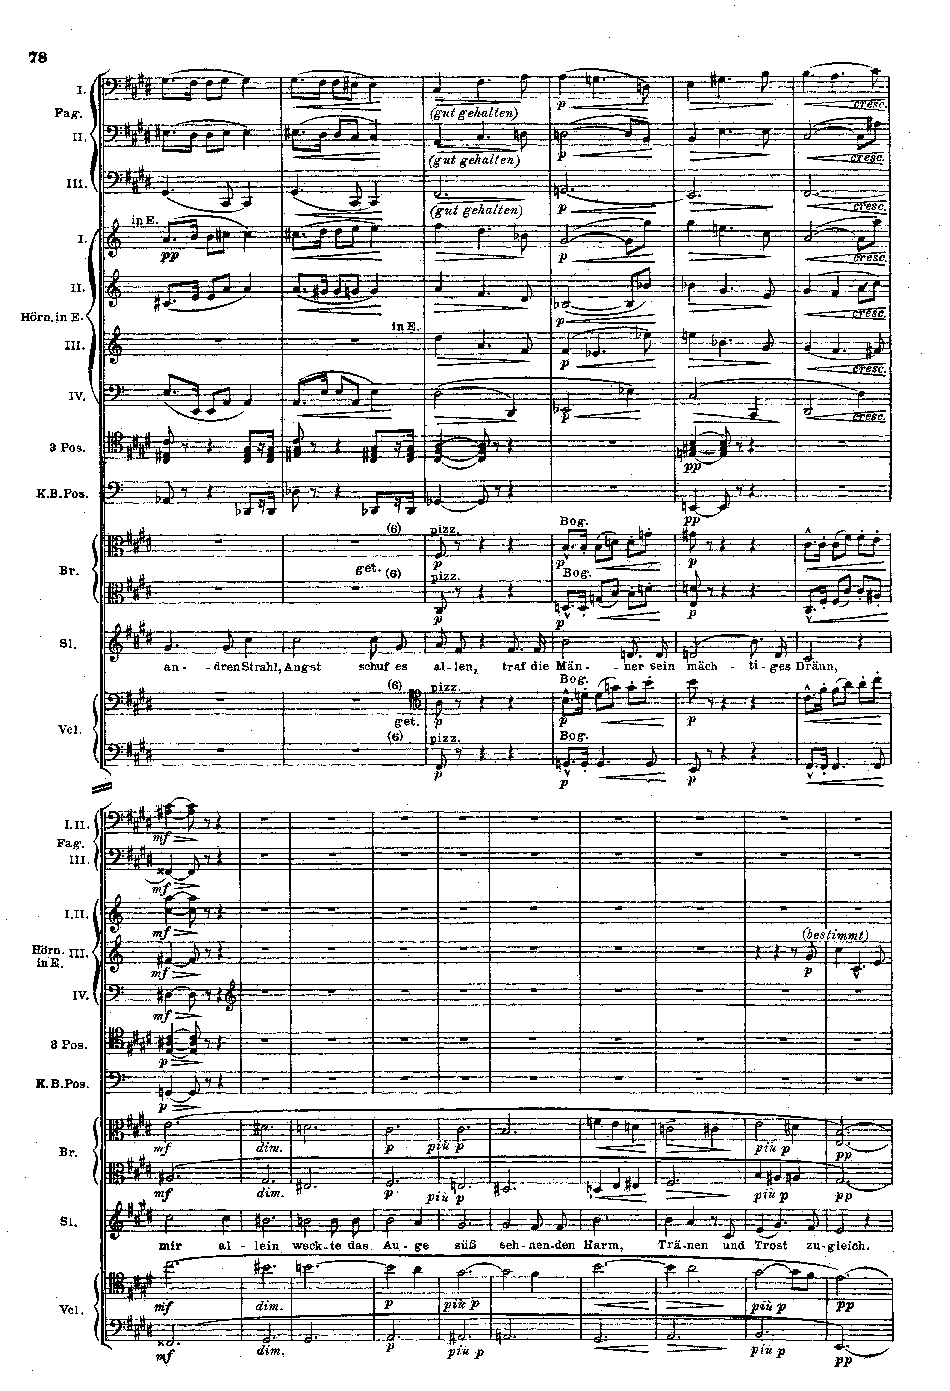 78
I.
Fag.
II.
(gut gehalten)
p
cresc.
(gut gehalten)
p
cresc.
III.
(gut gehalten)
p
cresc.
in E.
I.
pp
p
cresc.
II.
Hörn. in E.
p
cresc.
in E.
III.
p
cresc.
IV.
p
cresc.
3 Pos.
pp
K.B.Pos.
pp
(6) pizz. Bog.
p p p
Br.
get. (6) pizz. Bog.
p p p
Sl.
an - - dren Strahl, Angst schuf es al - len, traf die Män - - ner sein mäch - ti - ges Dräun,
(6) pizz. Bog.
get. p p p
Vcl.
(6) pizz. Bog.
p p p
I.II.
Fag.
mf
III.
mf
I.II.
mf
(bestimmt)
Hörn. III.
in E.
mf p
IV.
mf
3 Pos.
p
K.B.Pos.
p
mf dim. p più p più p pp
Br.
mf dim. p più p più p pp
Sl.
mir al - lein weck - te das Au - ge süß seh - nen - den Harm, Trä - nen und Trost zu - gleich.
mf dim. p più p più p pp
Vcl.
mf dim. p più p più p pp